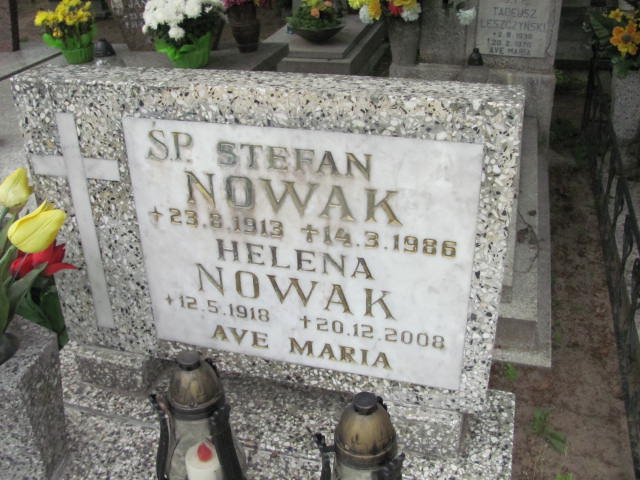 TADEUSZ
LESZCZYŃSKI
AVE MARIA
S.P. STEFAN
NOWAK
+23.8.1913 +14.3.1986
HELENA
NOWAK
+12.5.1918 +20.12.2008
AVE MARIA